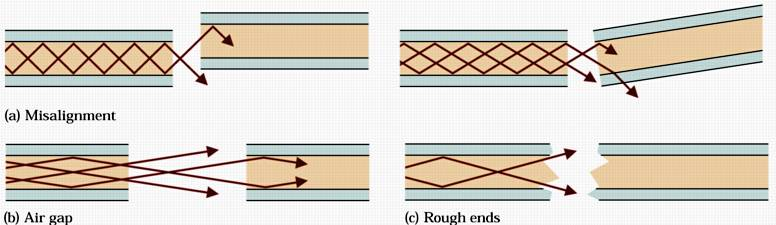 (a) Misalignment
(b) Air gap
(c) Rough ends